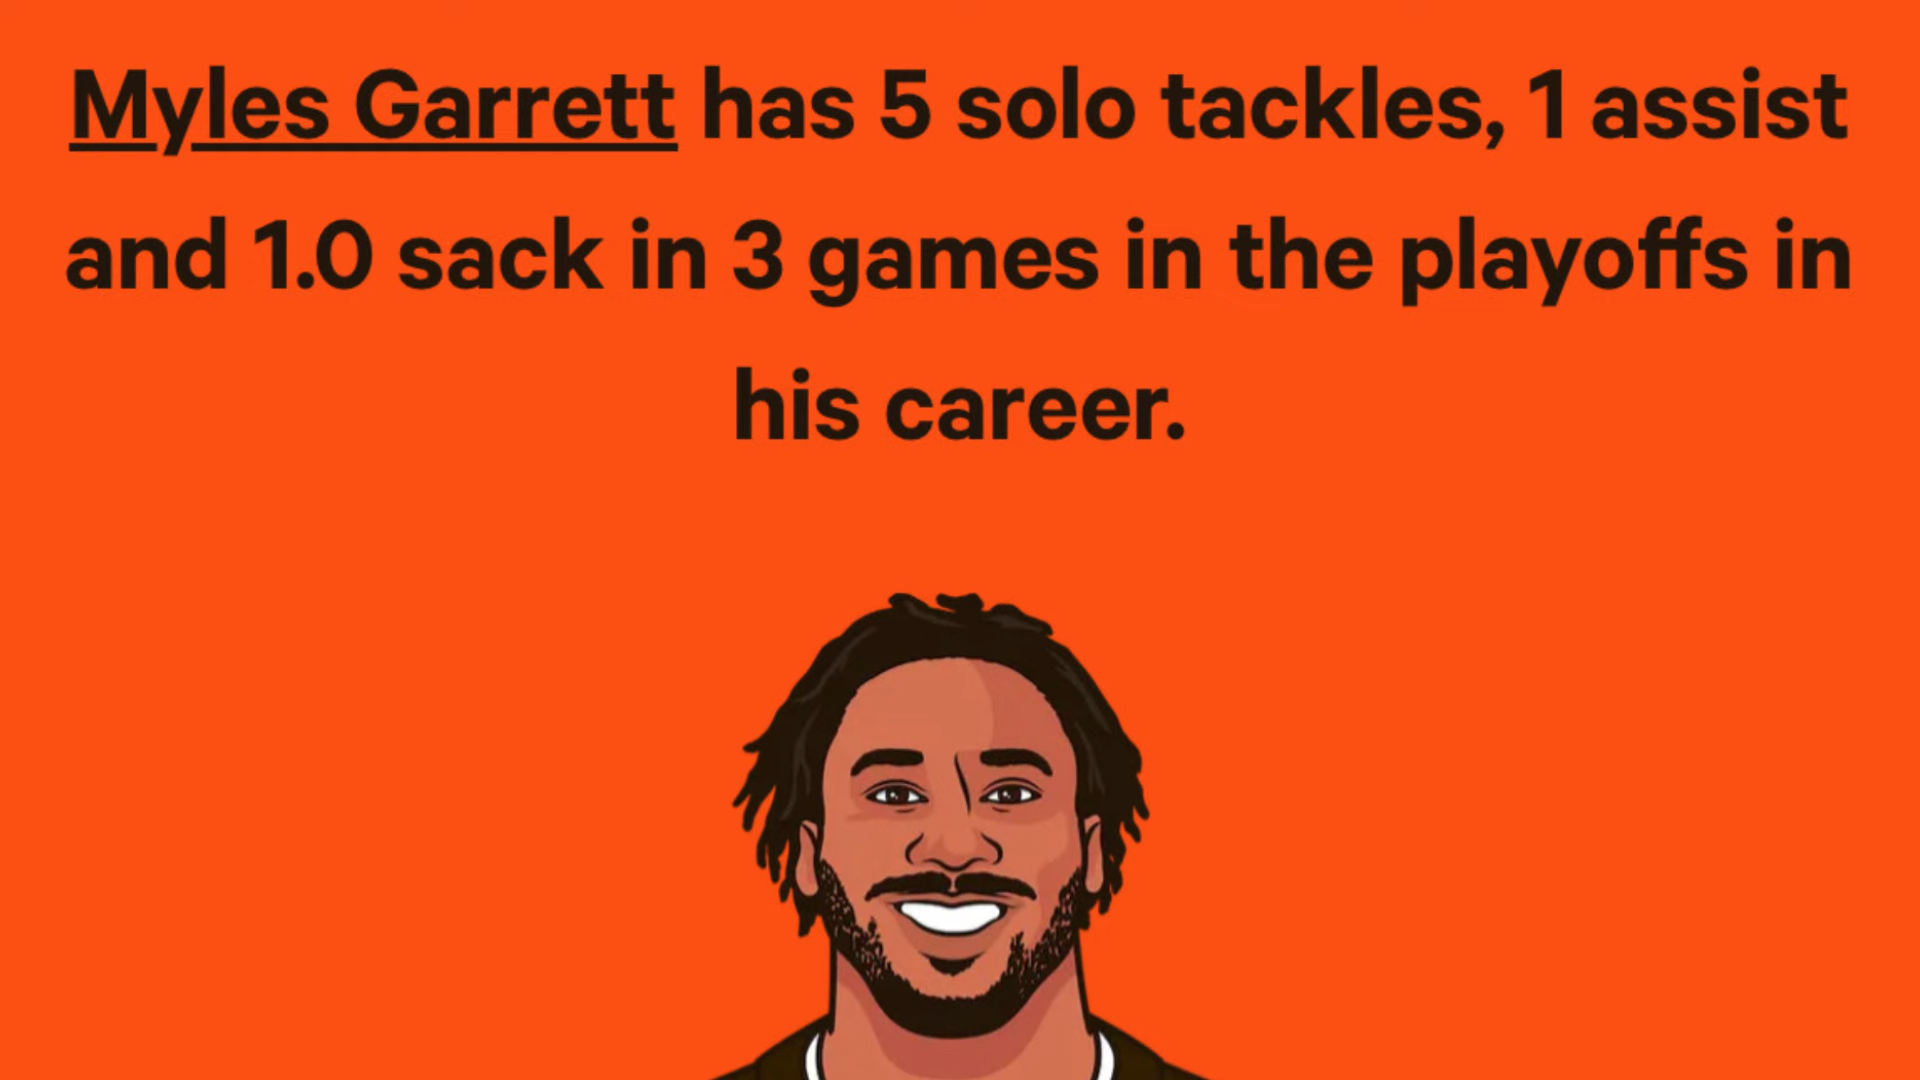 Myles Garrett has 5 solo tackles, 1 assist
and 1.0 sack in 3 games in the playoffs in
his career.